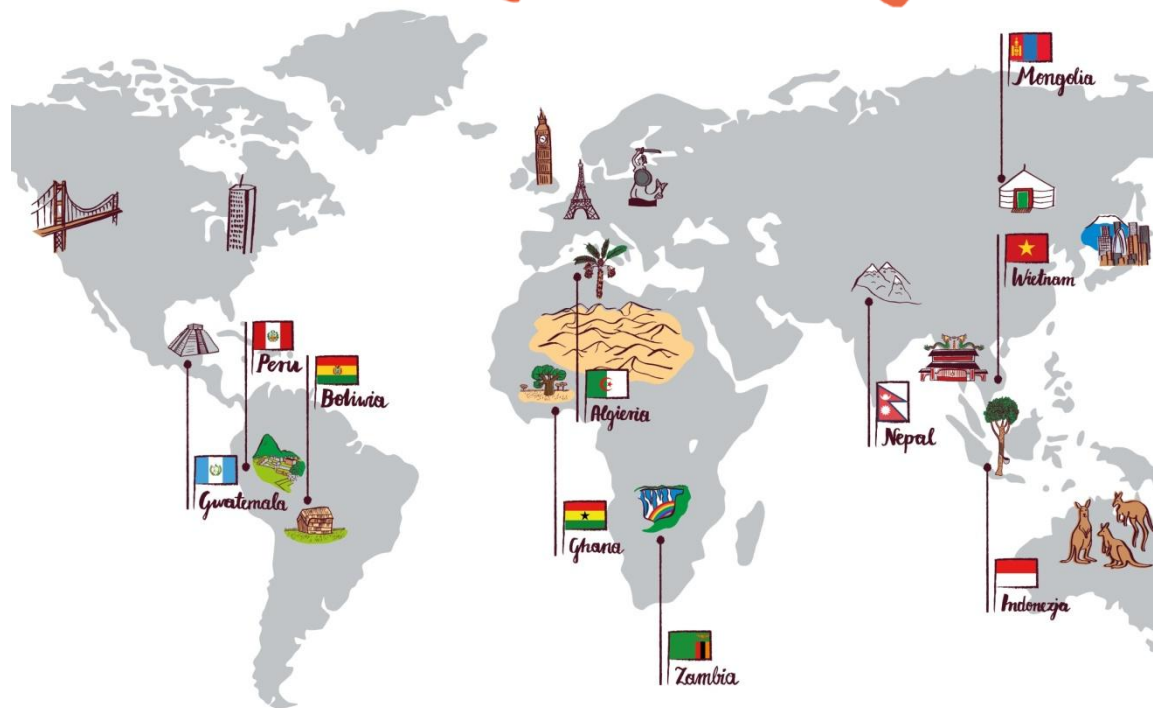 Mongolia
Wietnam
Peru
Boliwia
Algieria
Nepal
Gwatemala
Ghana
Indonezja
Zambia